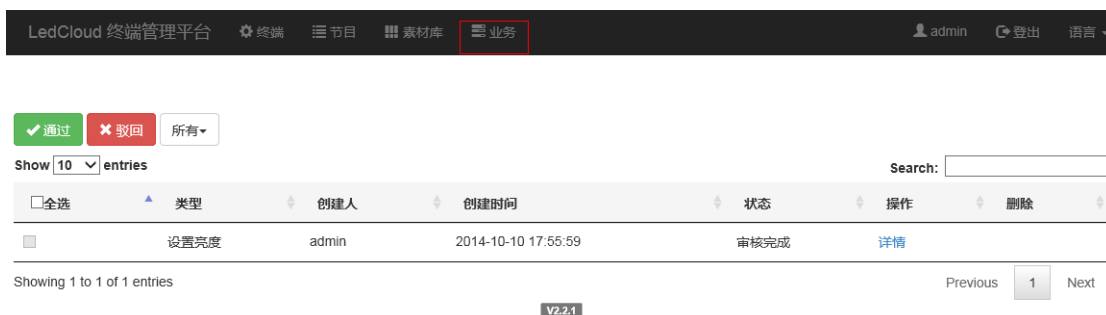 LedCloud 终端管理平台 终端 节目 素材库 业务 admin 登出 语言
通过 驳回 所有
Show 10 entries Search:
全选 类型 创建人 创建时间 状态 操作 删除
设置亮度 admin 2014-10-10 17:55:59 审核完成 详情
Showing 1 to 1 of 1 entries Previous 1 Next
V2.2.1